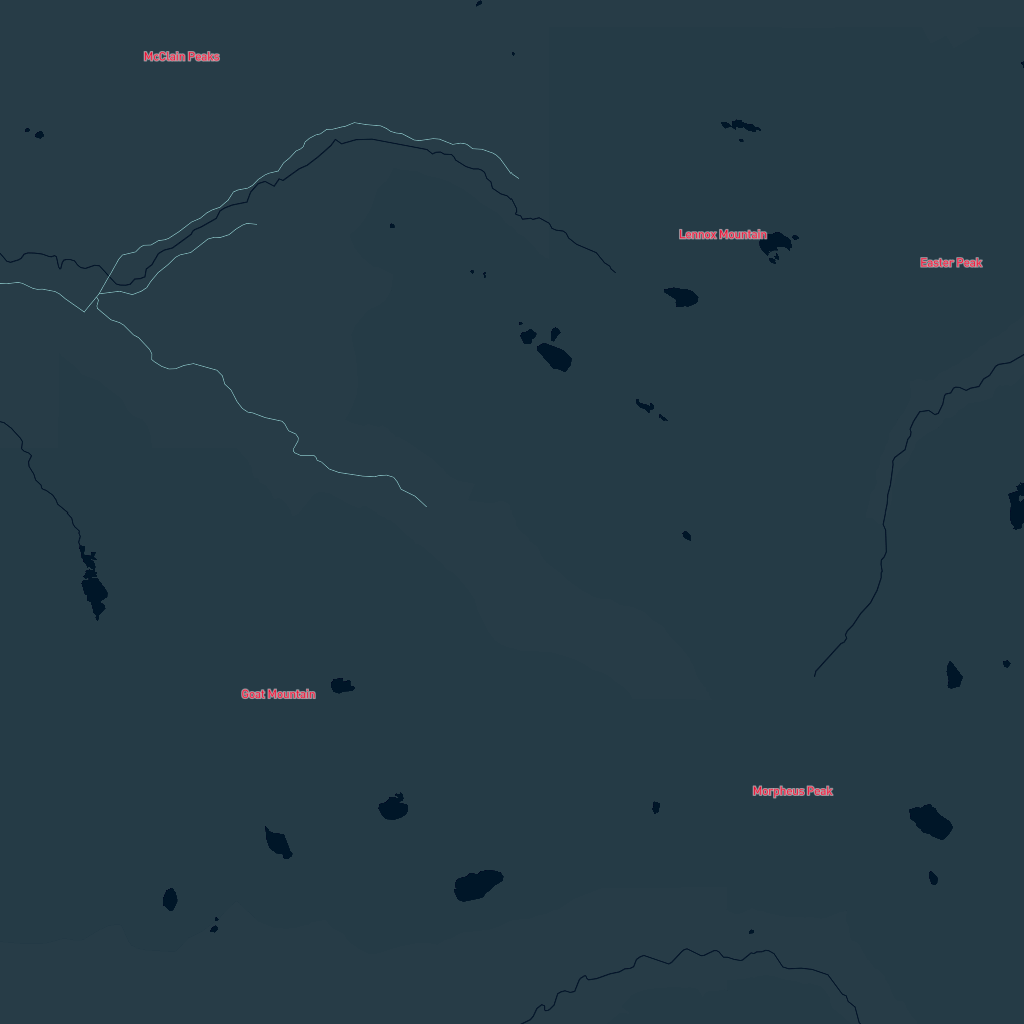 McClain Peaks
Lennox Mountain
Easter Peak
Goat Mountain
Morpheus Peak